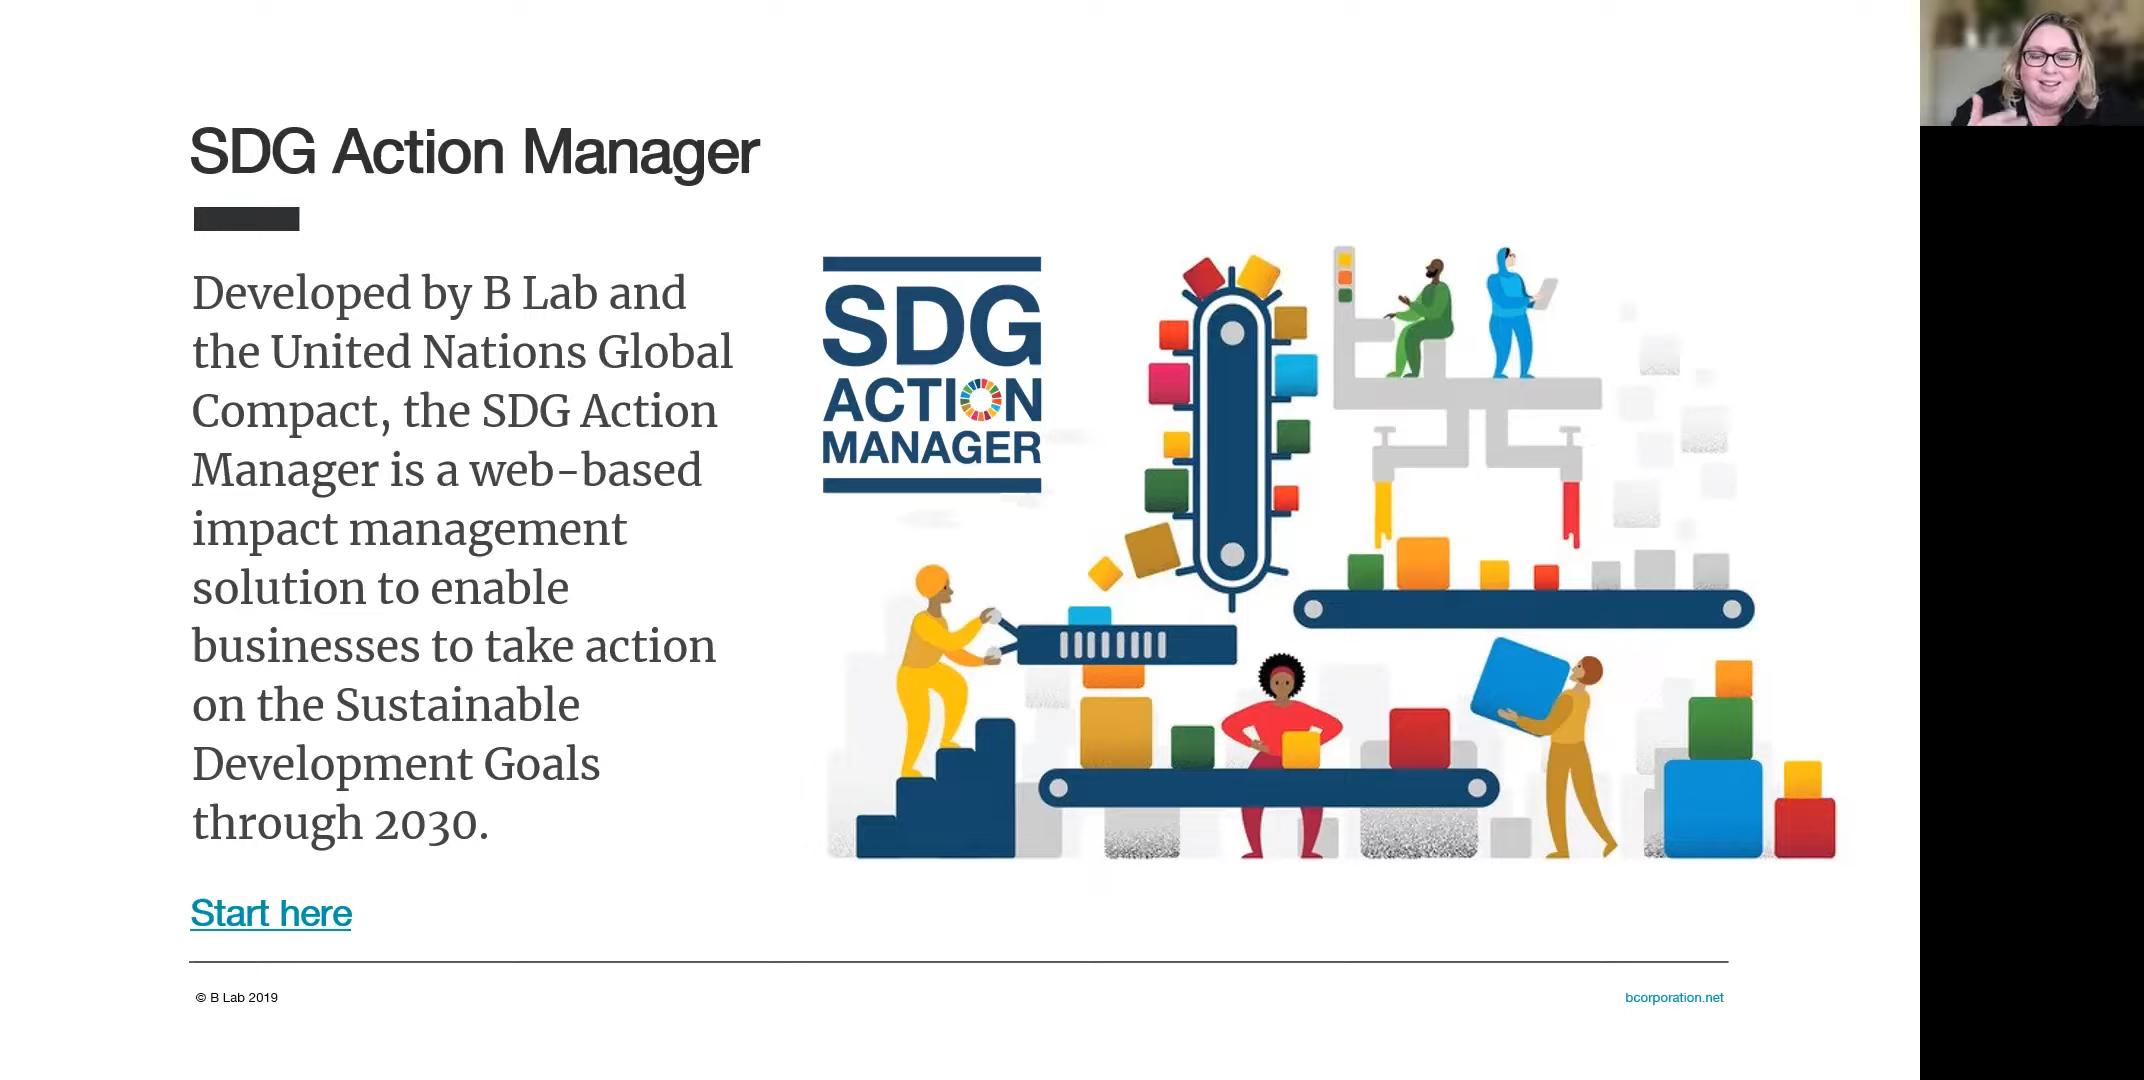 SDG Action Manager
Developed by B Lab and
the United Nations Global
Compact, the SDG Action
Manager is a web-based
impact management
solution to enable
businesses to take action
on the Sustainable
Development Goals
through 2030.
Start here
SDG
ACTION
MANAGER
© B Lab 2019
bcorporation.net